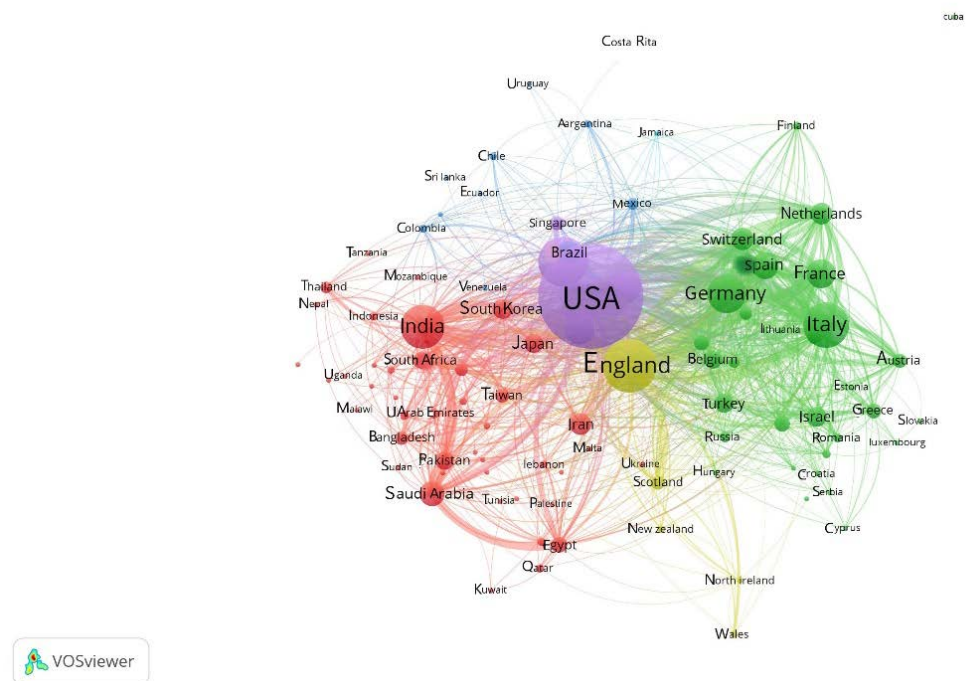 cuba
Costa Rita
Uruguay
Aargentina
Jamaica
Finland
Chile
Sri lanka
Ecuador
Mexico
Netherlands
Singapore
Colombia
Switzerland
Tanzania
Brazil
Spain
Mozambique
France
Thailand
Venezuela
Germany
Nepal
USA
South Korea
Indonesia
India
lithuania
Italy
Japan
South Africa
England
Belgium
Austria
Uganda
Estonia
Taiwan
Malawi
UArab Emirates
Turkey
Israel
Greece
Slovakia
Iran
Bangladesh
Russia
Romania
luxembourg
Malta
Sudan
Pakistan
lebanon
Ukraine
Hungary
Croatia
Scotland
Saudi Arabia
Serbia
Tunisia
Palestine
New zealand
Cyprus
Egypt
Qatar
North ireland
Kuwait
Wales
VOSviewer